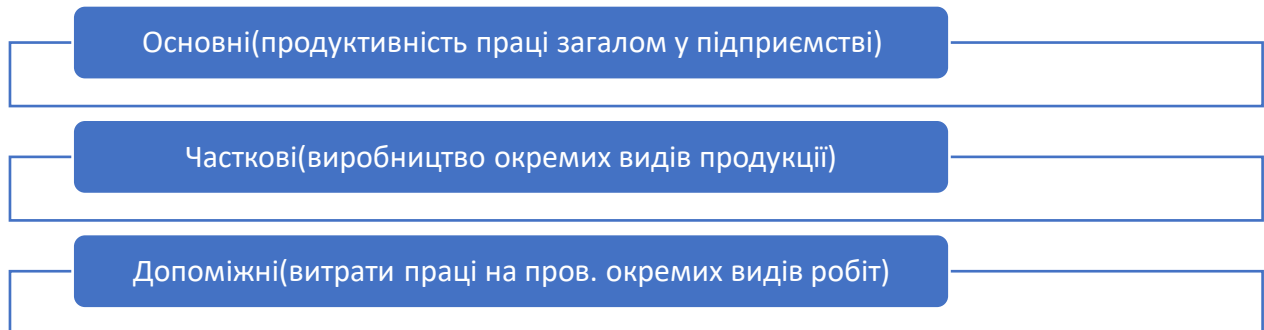 Основні(продуктивність праці загалом у підприємстві)
Часткові(виробництво окремих видів продукції)
Допоміжні(витрати праці на пров. окремих видів робіт)